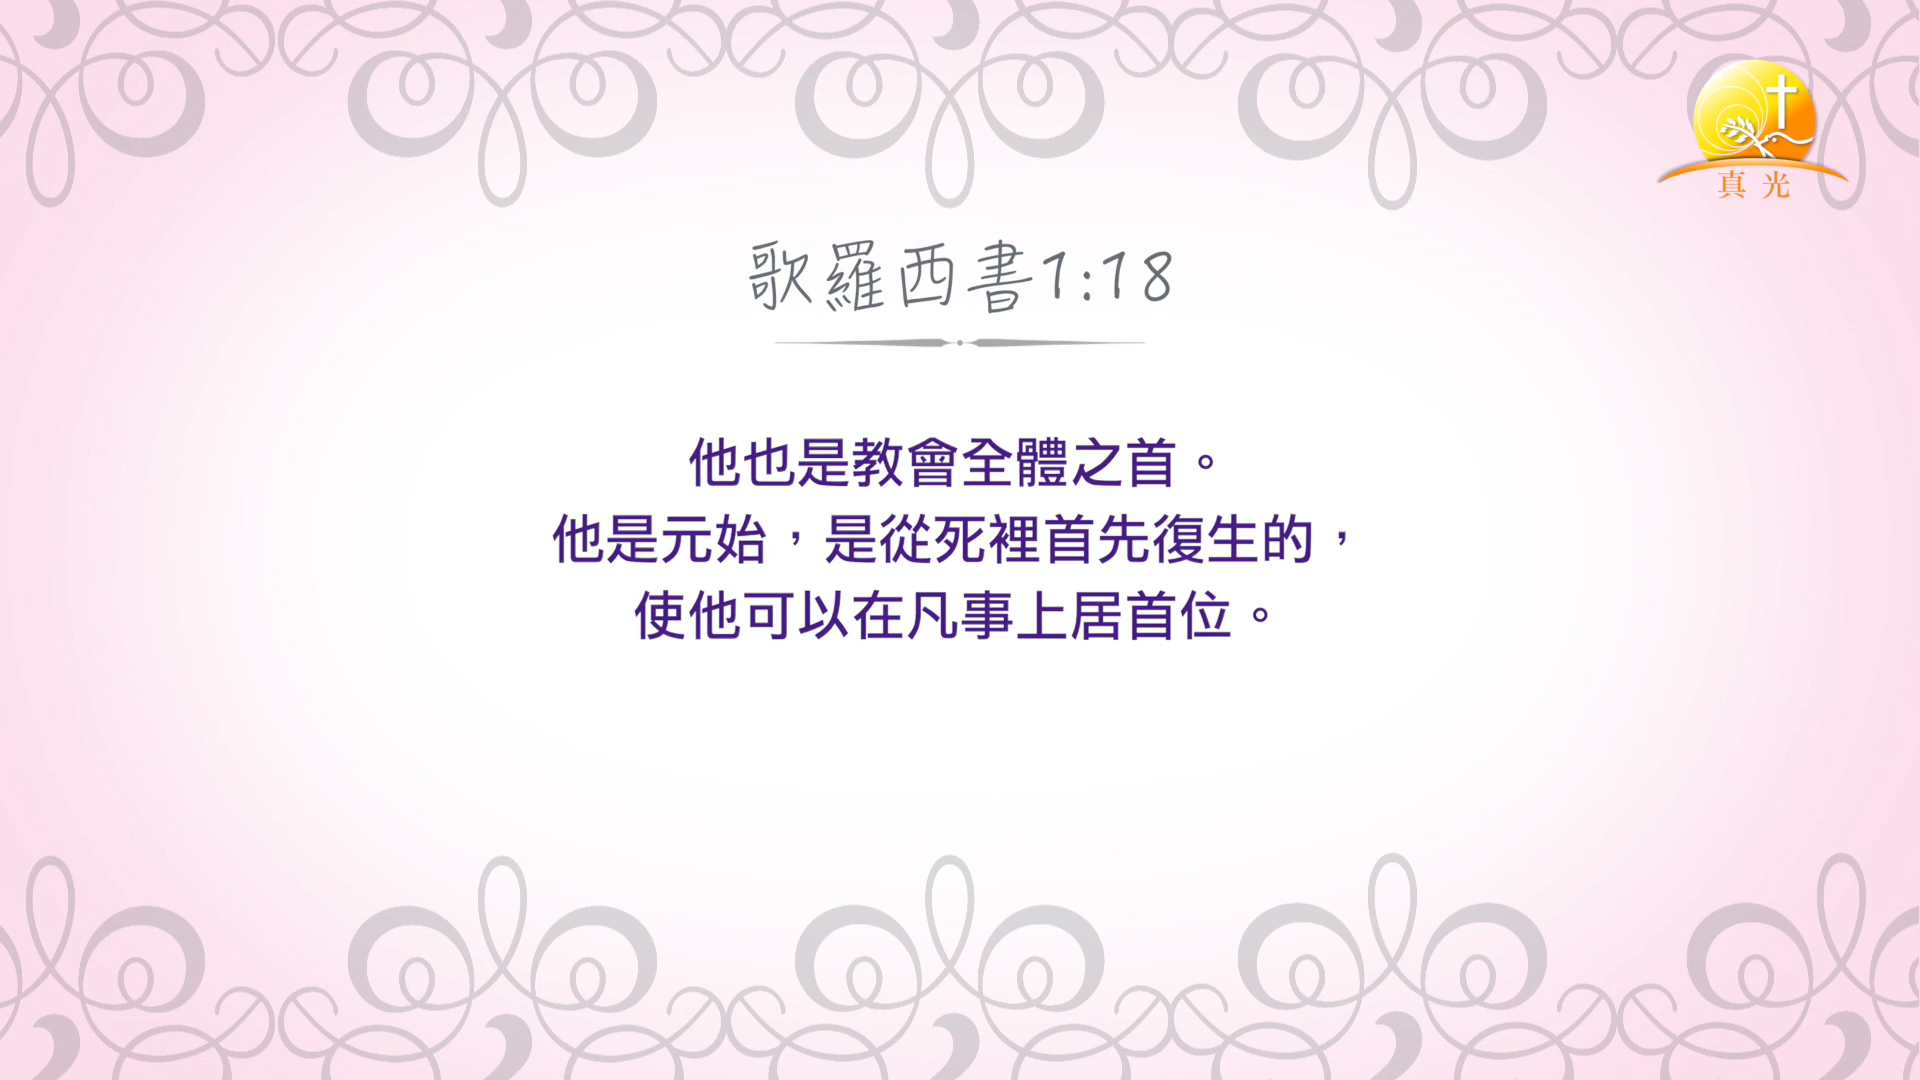 真光
歌羅西書1:18
他也是教會全體之首。
他是元始，是從死裡首先復生的，
使他可以在凡事上居首位。